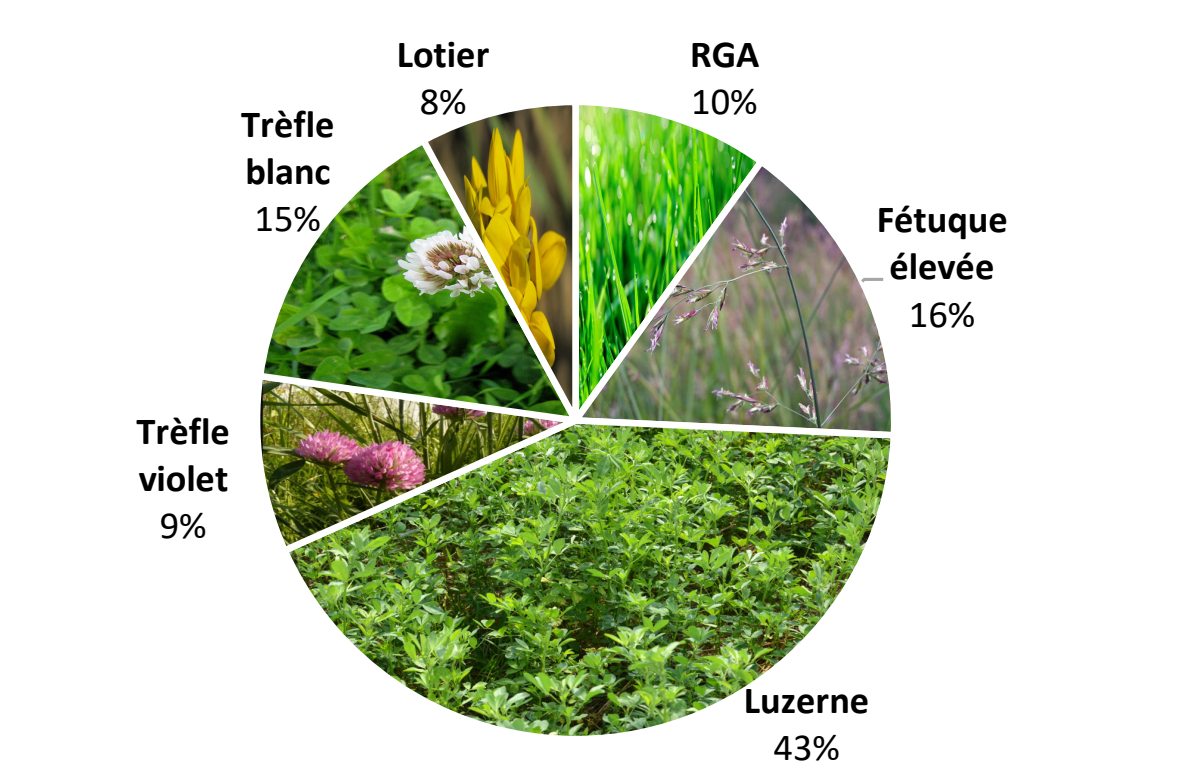 Lotier
8%
RGA
10%
Trèfle
blanc
15%
Fétuque
élevée
16%
Trèfle
violet
9%
Luzerne
43%